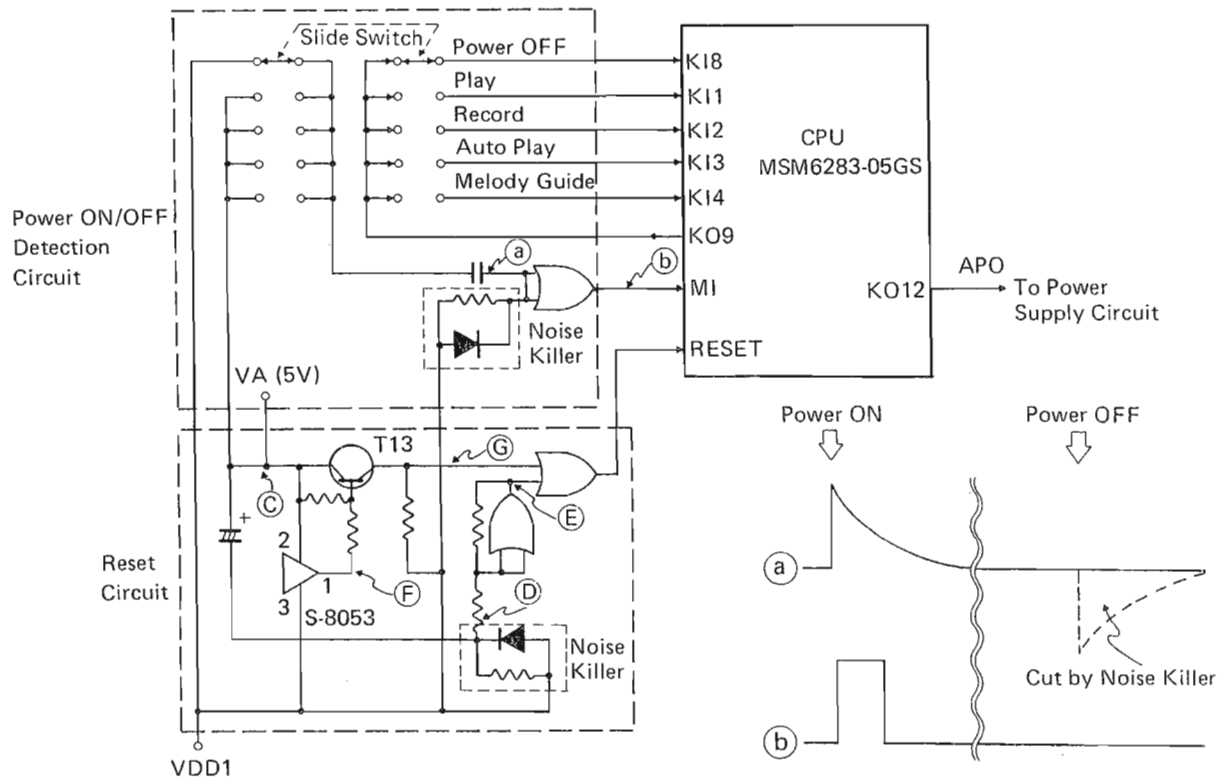 Slide Switch
Power OFF
Play
Record
Auto Play
Melody Guide
KI8
KI1
KI2
KI3
KI4
KO9
MI
RESET
CPU
MSM6283-05GS
KO12
APO
To Power
Supply Circuit
Power ON/OFF
Detection
Circuit
a
b
Noise
Killer
VA (5V)
T13
G
C
E
+
2
1
3
F
S-8053
D
Reset
Circuit
Noise
Killer
VDD1
Power ON
Power OFF
a
Cut by Noise Killer
b